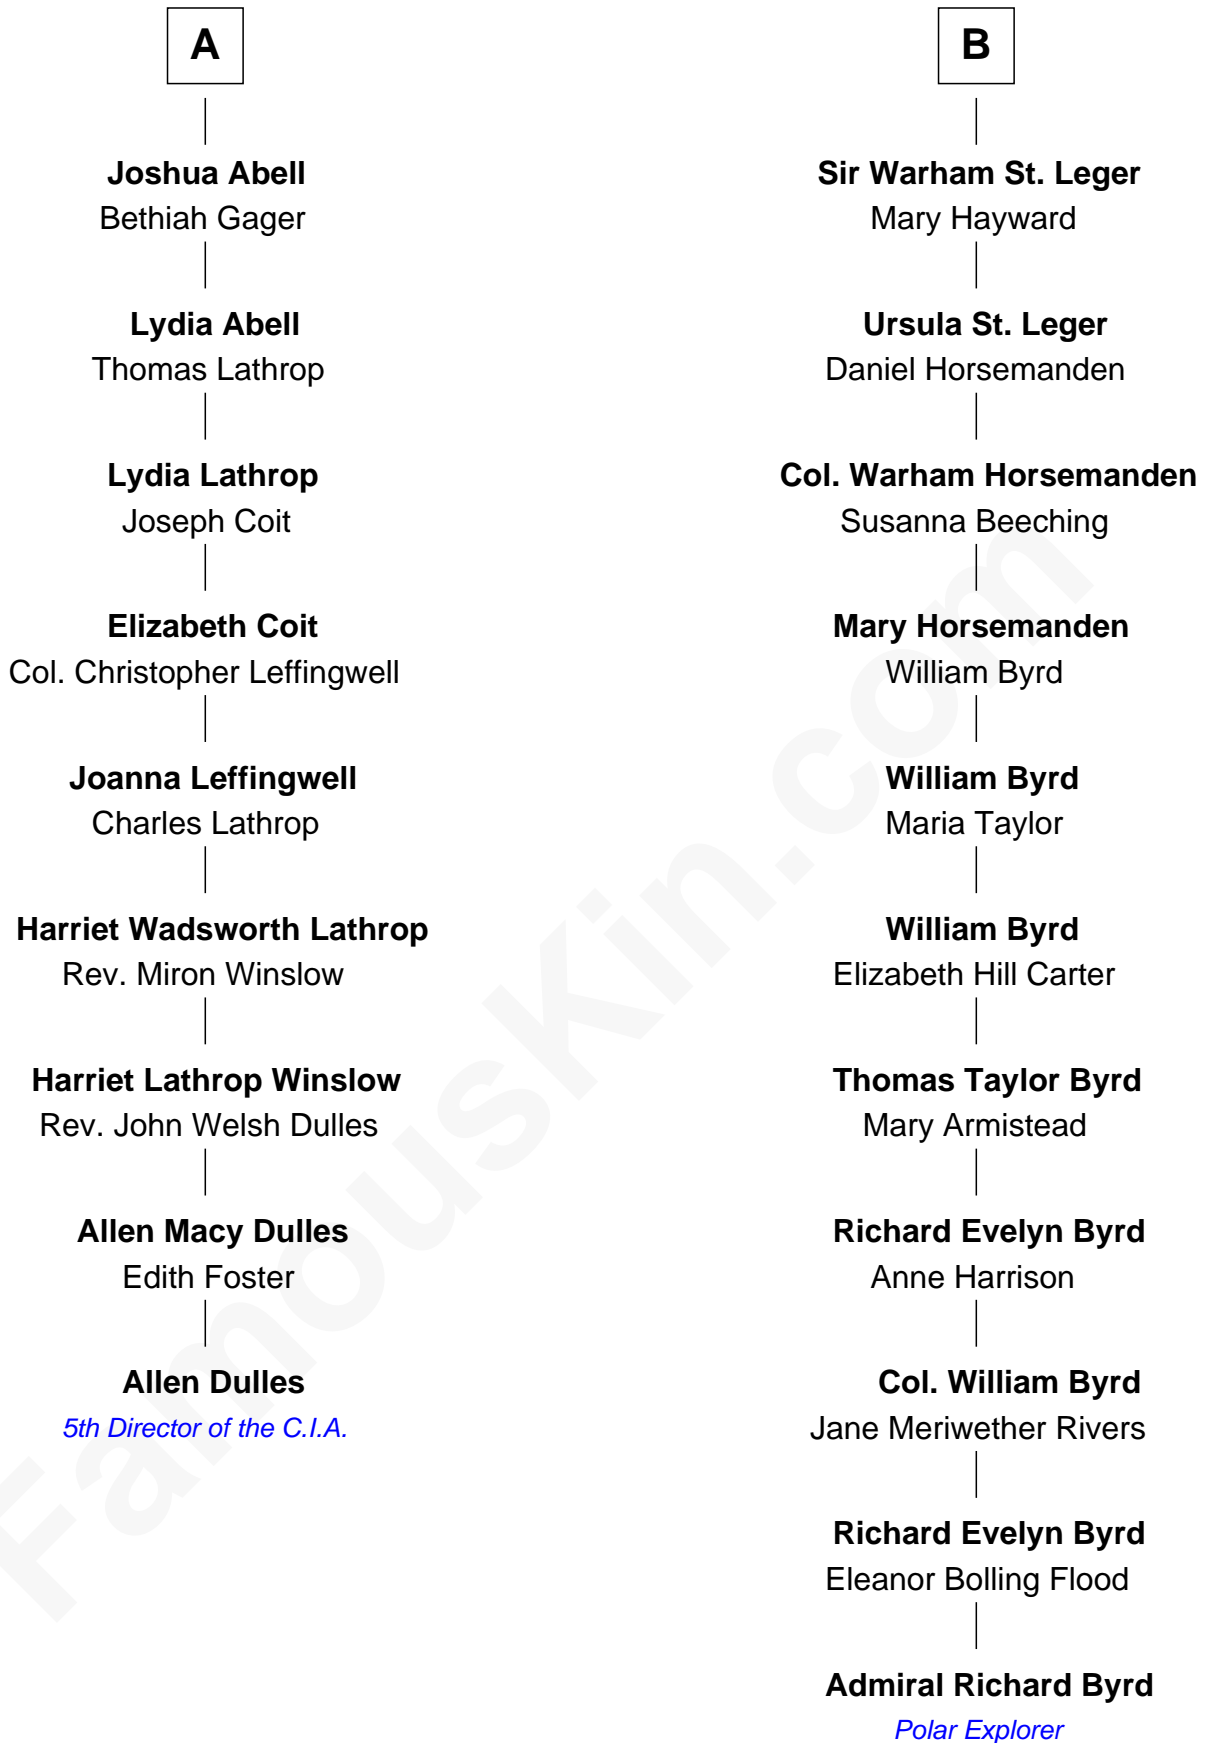 A
Joshua Abell
Bethiah Gager
Lydia Abell
Thomas Lathrop
Lydia Lathrop
Joseph Coit
Elizabeth Coit
Col. Christopher Leffingwell
Joanna Leffingwell
Charles Lathrop
Harriet Wadsworth Lathrop
Rev. Miron Winslow
Harriet Lathrop Winslow
Rev. John Welsh Dulles
Allen Macy Dulles
Edith Foster
Allen Dulles
5th Director of the C.I.A.
B
Sir Warham St. Leger
Mary Hayward
Ursula St. Leger
Daniel Horsemanden
Col. Warham Horsemanden
Susanna Beeching
Mary Horsemanden
William Byrd
William Byrd
Maria Taylor
William Byrd
Elizabeth Hill Carter
Thomas Taylor Byrd
Mary Armistead
Richard Evelyn Byrd
Anne Harrison
Col. William Byrd
Jane Meriwether Rivers
Richard Evelyn Byrd
Eleanor Bolling Flood
Admiral Richard Byrd
Polar Explorer
FamousKin.com